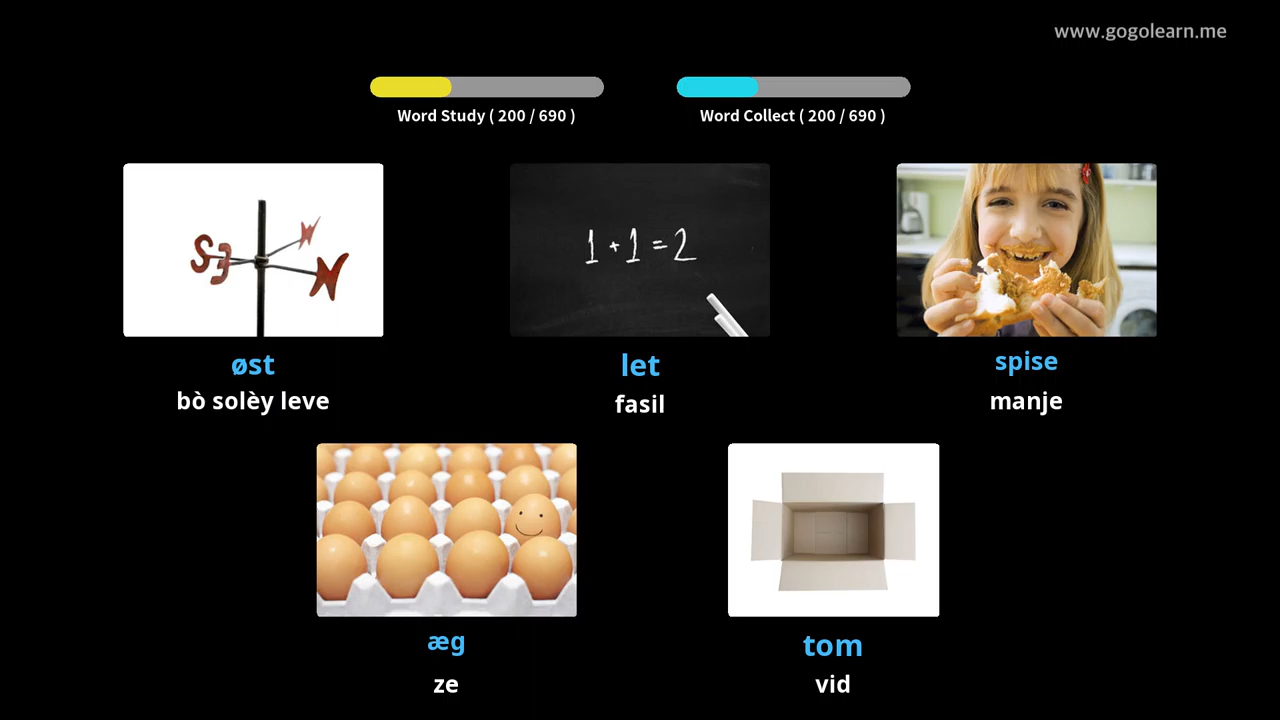 www.gogolearn.me
Word Study ( 200 / 690 )
Word Collect ( 200 / 690 )
S E N W
1 + 1 = 2
øst
bò solèy leve
let
fasil
spise
manje
æg
ze
tom
vid